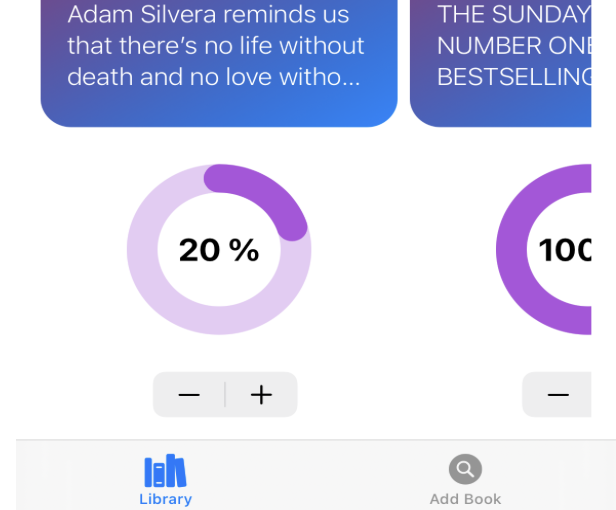 Adam Silvera reminds us
that there's no life without
death and no love witho...
THE SUNDAY
NUMBER ONE
BESTSELLING
20 %
100
Library
Add Book